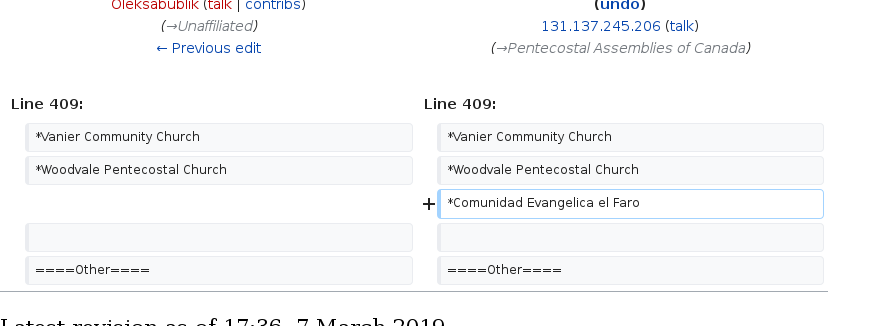 Oleksabublik (talk | contribs)
(→Unaffiliated)
← Previous edit
(undo)
131.137.245.206 (talk)
(→Pentecostal Assemblies of Canada)
Line 409:
Line 409:
*Vanier Community Church
*Vanier Community Church
*Woodvale Pentecostal Church
*Woodvale Pentecostal Church
+ *Comunidad Evangelica el Faro
====Other====
====Other====
Latest revision as of 17:36, 7 March 2019